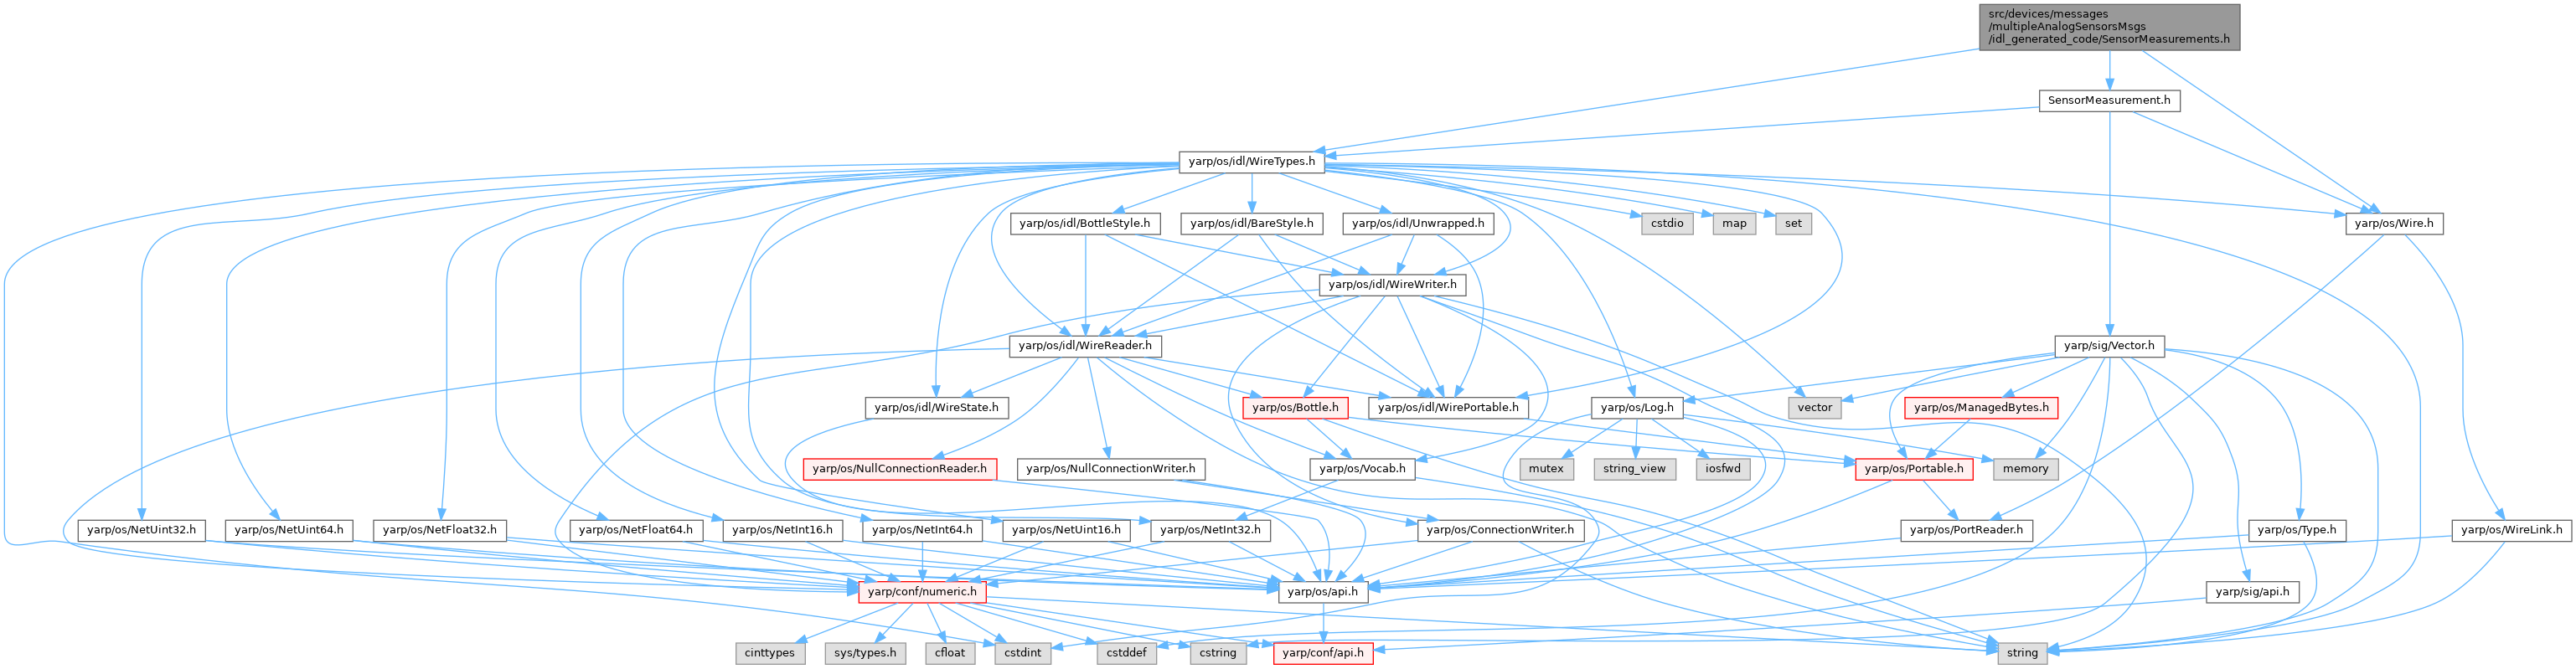 src/devices/messages
/multipleAnalogSensorsMsgs
/idl_generated_code/SensorMeasurements.h
SensorMeasurement.h
yarp/os/idl/WireTypes.h
yarp/os/idl/BottleStyle.h
yarp/os/idl/BareStyle.h
yarp/os/idl/Unwrapped.h
cstdio
map
set
yarp/os/Wire.h
yarp/os/idl/WireWriter.h
yarp/os/idl/WireReader.h
yarp/sig/Vector.h
yarp/os/idl/WireState.h
yarp/os/Bottle.h
yarp/os/idl/WirePortable.h
yarp/os/Log.h
vector
yarp/os/ManagedBytes.h
yarp/os/NullConnectionReader.h
yarp/os/NullConnectionWriter.h
yarp/os/Vocab.h
mutex
string_view
iosfwd
yarp/os/Portable.h
memory
yarp/os/NetUint32.h
yarp/os/NetUint64.h
yarp/os/NetFloat32.h
yarp/os/NetFloat64.h
yarp/os/NetInt16.h
yarp/os/NetInt64.h
yarp/os/NetUint16.h
yarp/os/NetInt32.h
yarp/os/ConnectionWriter.h
yarp/os/PortReader.h
yarp/os/Type.h
yarp/os/WireLink.h
yarp/conf/numeric.h
yarp/os/api.h
yarp/sig/api.h
cinttypes
sys/types.h
cfloat
cstdint
cstddef
cstring
yarp/conf/api.h
string